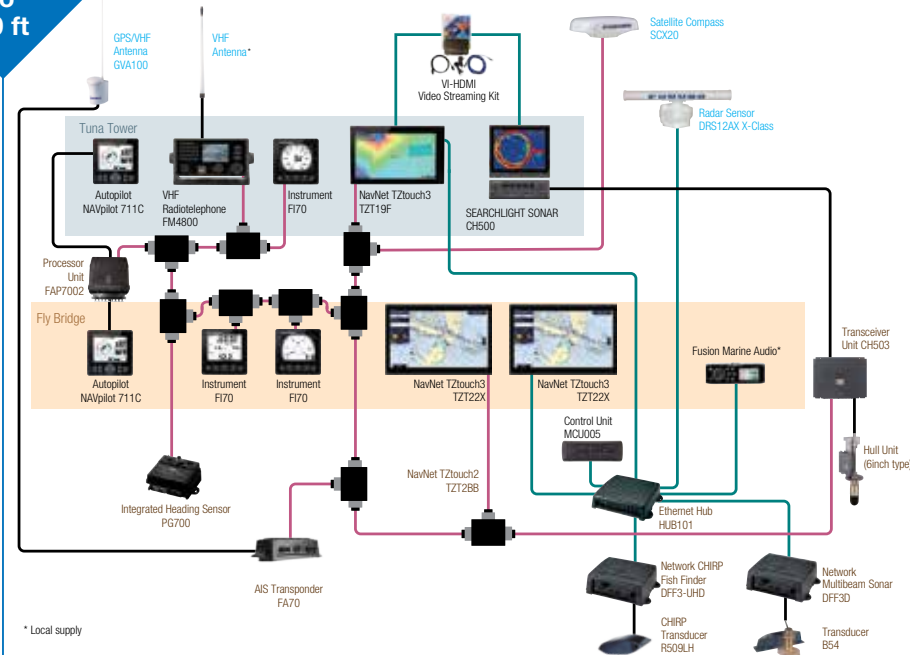 0 ft
GPS/VHF
Antenna
GVA100
VHF
Antenna*
VI-HDMI
Video Streaming Kit
Satellite Compass
SCX20
Radar Sensor
DRS12AX X-Class
Tuna Tower
Autopilot
NAVpilot 711C
VHF
Radiotelephone
FM4800
Instrument
FI70
NavNet TZtouch3
TZT19F
SEARCHLIGHT SONAR
CH500
Processor
Unit
FAP7002
Fly Bridge
Autopilot
NAVpilot 711C
Instrument
FI70
Instrument
FI70
NavNet TZtouch3
TZT22X
NavNet TZtouch3
TZT22X
Fusion Marine Audio*
Transceiver
Unit CH503
Control Unit
MCU005
Hull Unit
(6inch type)
Integrated Heading Sensor
PG700
NavNet TZtouch2
TZT2BB
Ethernet Hub
HUB101
AIS Transponder
FA70
Network CHIRP
Fish Finder
DFF3-UHD
Network
Multibeam Sonar
DFF3D
CHIRP
Transducer
R509LH
Transducer
B54
* Local supply